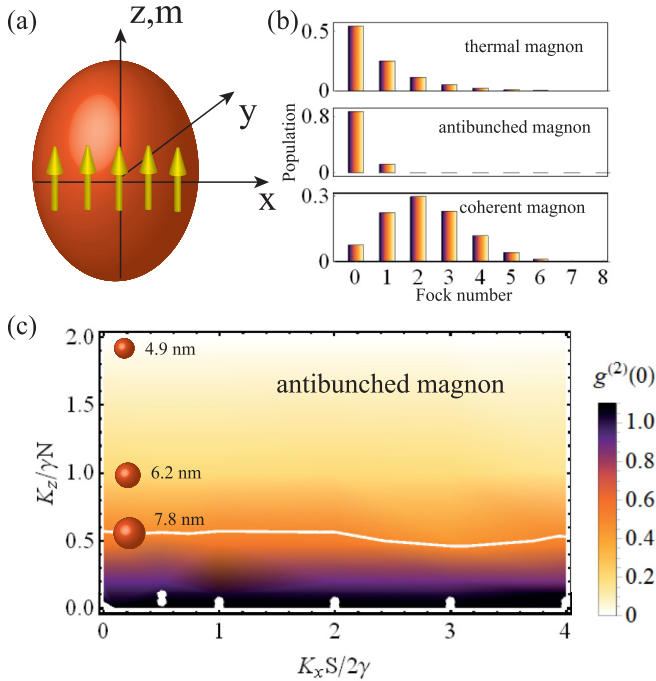 (a)
z,m
y
x
(b)
Population
0.5
0
thermal magnon
0.8
0
antibunched magnon
0.3
0
coherent magnon
0 1 2 3 4 5 6 7 8
Fock number
(c)
K_z/γN
2.0
1.5
1.0
0.5
0.0
4.9 nm
6.2 nm
7.8 nm
antibunched magnon
0 1 2 3 4
K_xS/2γ
g⁽²⁾(0)
1.0
0.8
0.6
0.4
0.2
0